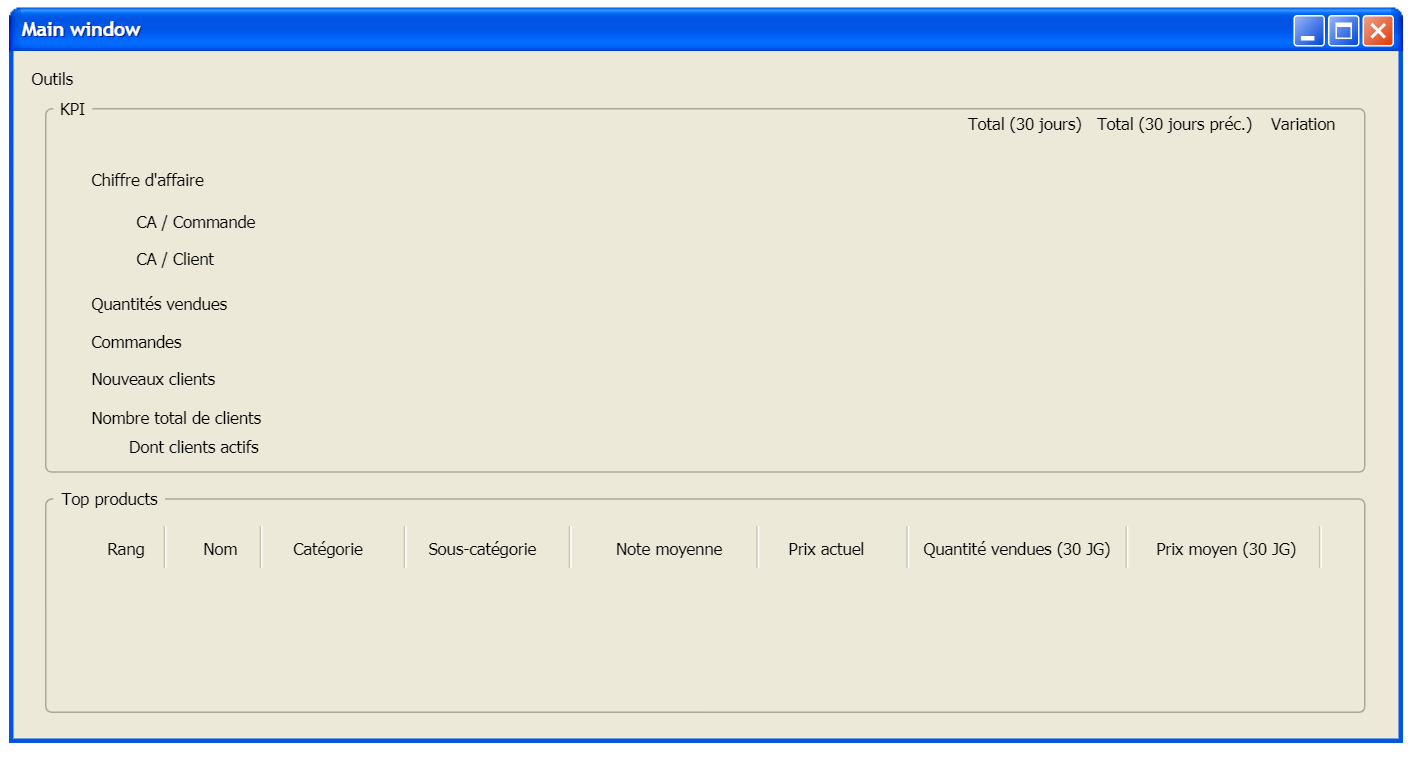 Main window
Outils
KPI
Total (30 jours) Total (30 jours préc.) Variation
Chiffre d'affaire
CA / Commande
CA / Client
Quantités vendues
Commandes
Nouveaux clients
Nombre total de clients
Dont clients actifs
Top products
Rang Nom Catégorie Sous-catégorie Note moyenne Prix actuel Quantité vendues (30 JG) Prix moyen (30 JG)